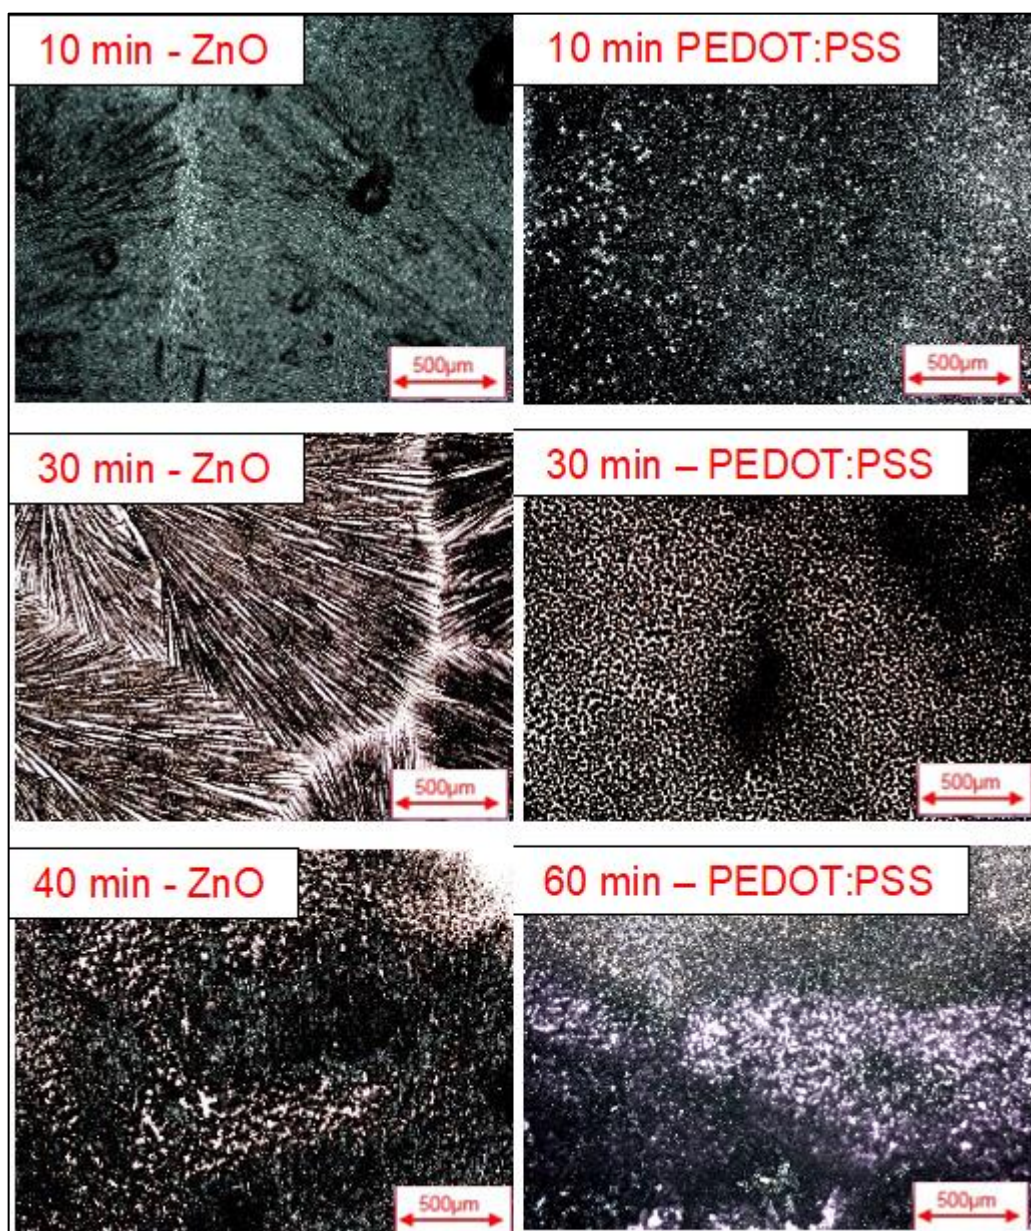 10 min - ZnO
10 min PEDOT:PSS
500µm
500µm
30 min - ZnO
30 min – PEDOT:PSS
500µm
500µm
40 min - ZnO
60 min – PEDOT:PSS
500µm
500µm